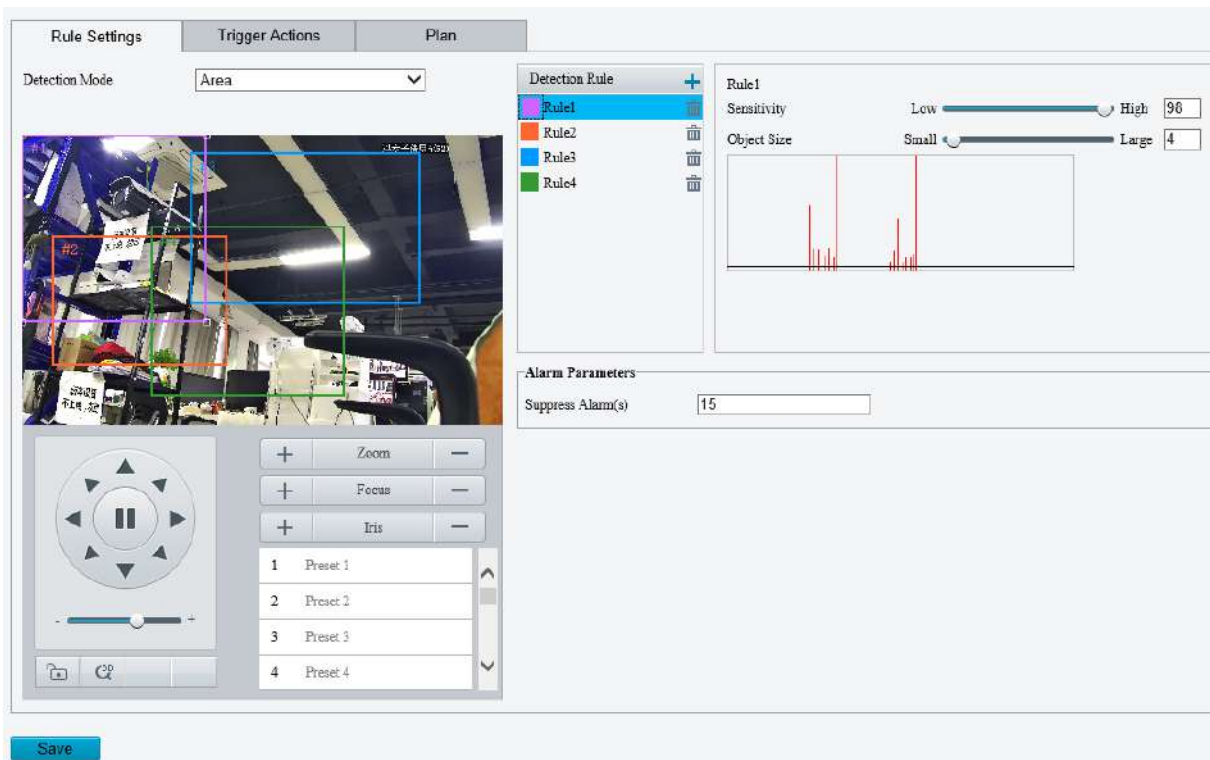 Rule Settings
Trigger Actions
Plan
Detection Mode
Area
Detection Rule
Rule1
Rule2
Rule3
Rule4
Rule1
Sensitivity
Low
High
98
Object Size
Small
Large
4
#2
Alarm Parameters
Suppress Alarm(s)
15
+ Zoom −
+ Focus −
+ Iris −
1 Preset 1
2 Preset 2
3 Preset 3
4 Preset 4
- +
3D
Save